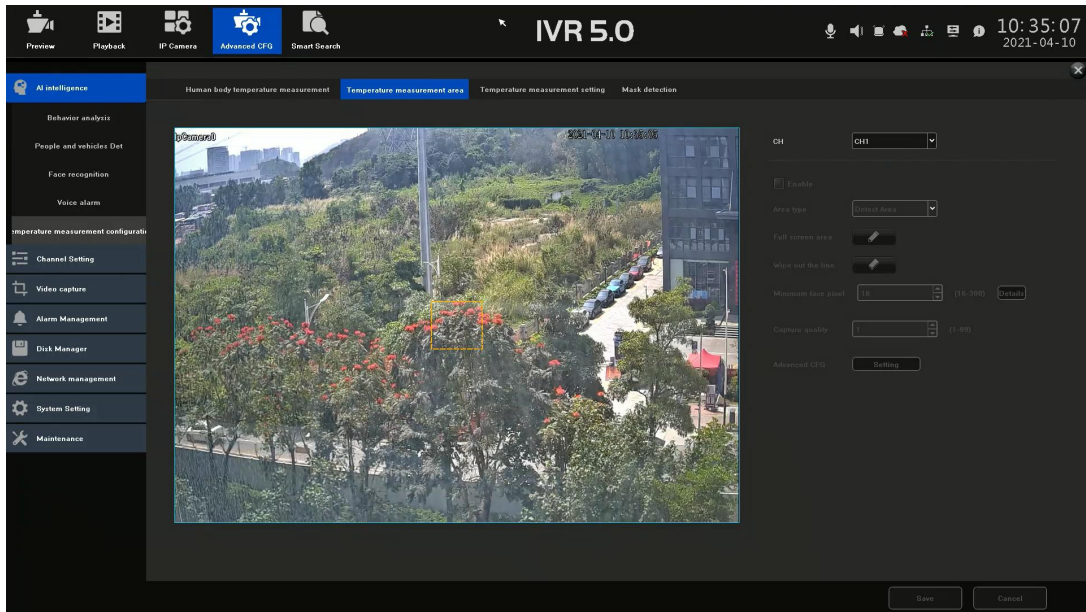 Preview Playback IP Camera Advanced CFG Smart Search
IVR 5.0
10:35:07
2021-04-10
AI intelligence
Behavior analysis
People and vehicles Det
Face recognition
Voice alarm
emperature measurement configurati
Channel Setting
Video capture
Alarm Management
Disk Manager
Network management
System Setting
Maintenance
Human body temperature measurement Temperature measurement area Temperature measurement setting Mask detection
CH CH1
Enable
Area type Detect Area
Full screen area
Wipe out the line
Minimum face pixel 16 Details
Capture quality 1 (1-99)
Advanced CFG Setting
Save Cancel